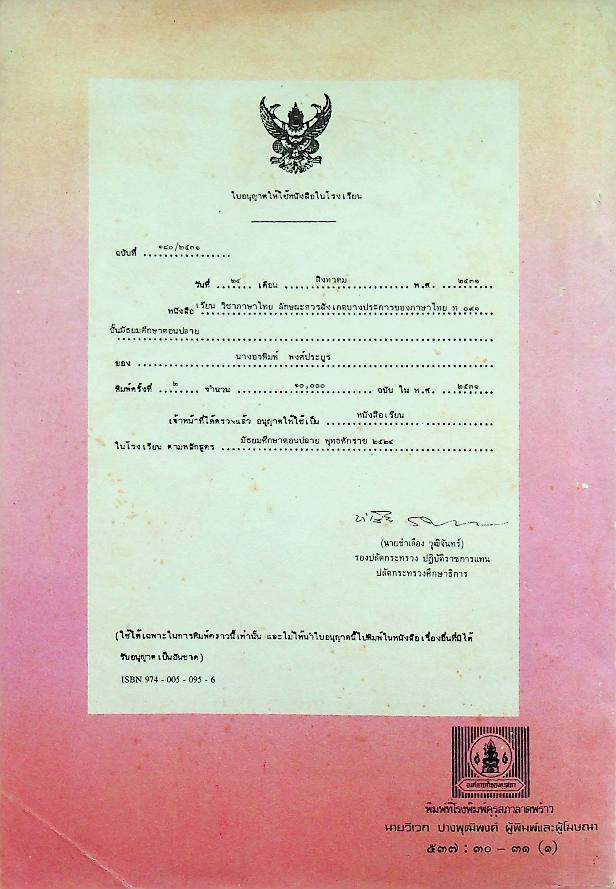 ใบอนุญาตให้ใช้หนังสือในโรงเรียน
ฉบับที่ ๑๔๐/๒๕๓๑
วันที่ ๒๔ เดือน สิงหาคม พ.ศ. ๒๕๓๑
หนังสือ เรียน วิชาภาษาไทย ลักษณะควรสังเกตบางประการของภาษาไทย ท ๐๙๑
ชั้นมัธยมศึกษาตอนปลาย
ของ นางอรพิมพ์ พงศ์ประยูร
พิมพ์ครั้งที่ ๒ จำนวน ๑๐,๐๐๐ ฉบับ ใน พ.ศ. ๒๕๓๑
เจ้าหน้าที่ได้ตรวจแล้ว อนุญาตให้ใช้เป็น หนังสือเรียน
ในโรงเรียน ตามหลักสูตร มัธยมศึกษาตอนปลาย พุทธศักราช ๒๕๒๔
(นายชำเลือง วุฒิจันทร์)
รองปลัดกระทรวง ปฏิบัติราชการแทน
ปลัดกระทรวงศึกษาธิการ
(ใช้ได้เฉพาะในการพิมพ์คราวนี้เท่านั้น และไม่ให้นำใบอนุญาตนี้ไปพิมพ์ในหนังสือเรื่องอื่นที่มิได้
รับอนุญาตเป็นอันขาด)
ISBN 974 - 005 - 095 - 6
องค์การค้าของคุรุสภา
พิมพ์ที่โรงพิมพ์คุรุสภาลาดพร้าว
นายวิเวก ปางพุฒิพงศ์ ผู้พิมพ์และผู้โฆษณา
๕๓๗ : ๓๐ - ๓๑ (๑)